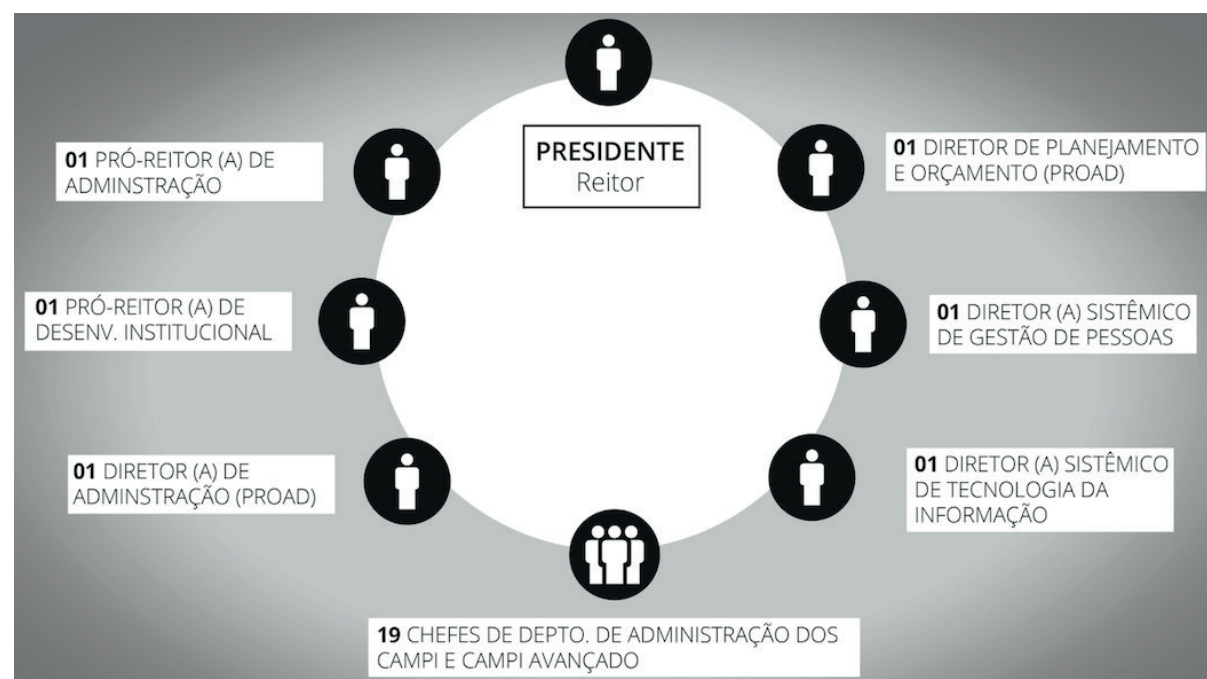 PRESIDENTE
Reitor
01 PRÓ-REITOR (A) DE
ADMINSTRAÇÃO
01 DIRETOR DE PLANEJAMENTO
E ORÇAMENTO (PROAD)
01 PRÓ-REITOR (A) DE
DESENV. INSTITUCIONAL
01 DIRETOR (A) SISTÊMICO
DE GESTÃO DE PESSOAS
01 DIRETOR (A) DE
ADMINSTRAÇÃO (PROAD)
01 DIRETOR (A) SISTÊMICO
DE TECNOLOGIA DA
INFORMAÇÃO
19 CHEFES DE DEPTO. DE ADMINISTRAÇÃO DOS
CAMPI E CAMPI AVANÇADO